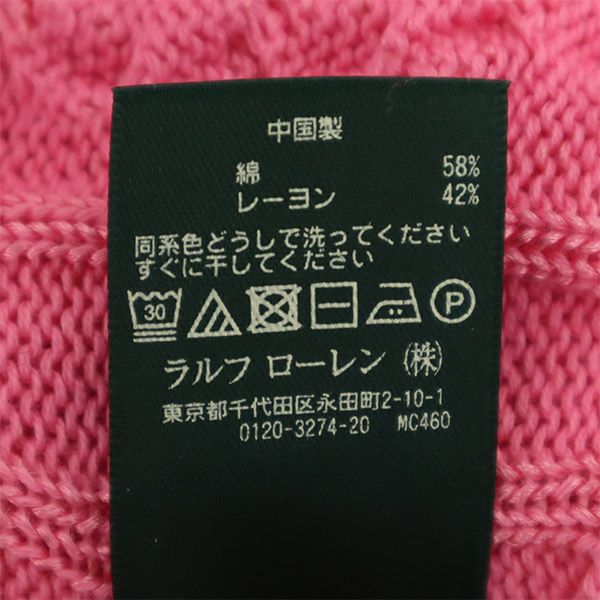 中国製
綿 58%
レーヨン 42%
同系色どうしで洗ってください
すぐに干してください
30 P
ラルフ ローレン (株)
東京都千代田区永田町2-10-1
0120-3274-20 MC460